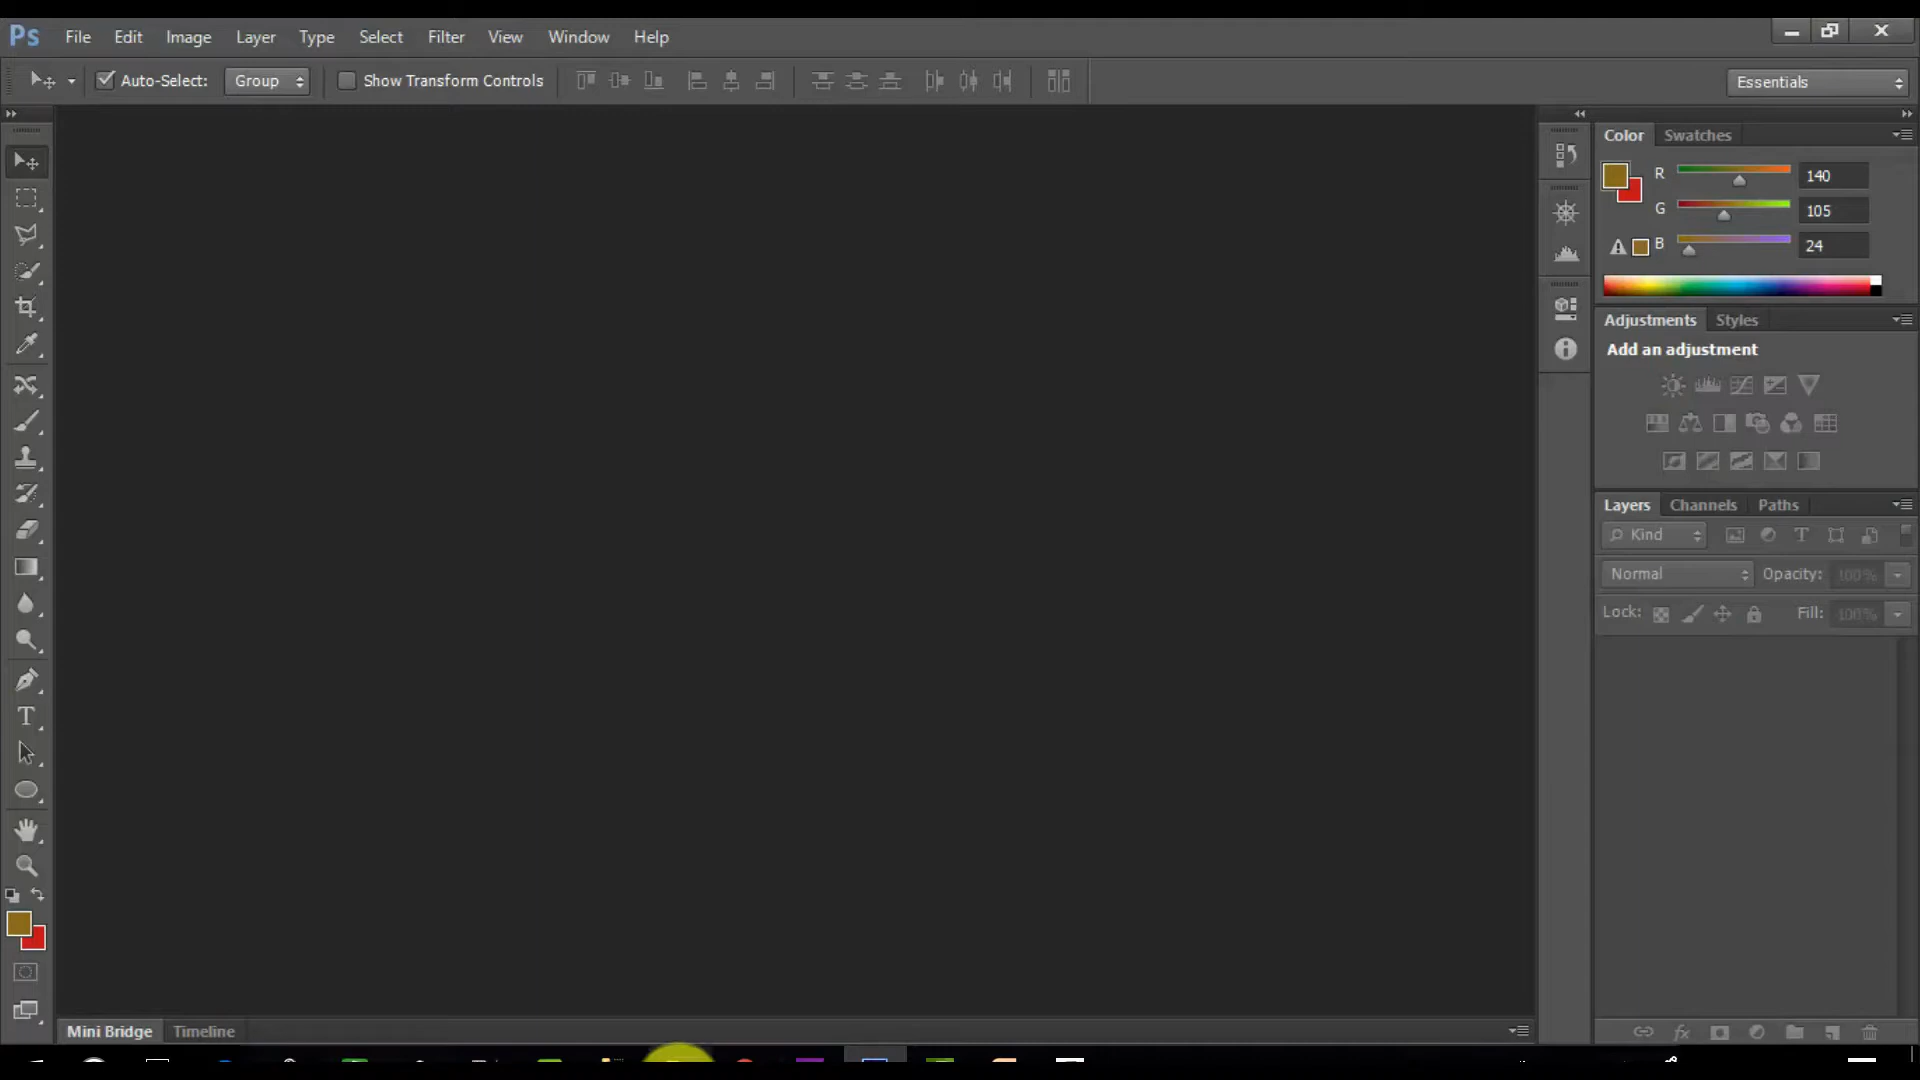 Ps File Edit Image Layer Type Select Filter View Window Help
Auto-Select: Group Show Transform Controls Essentials
Color Swatches
R 140
G 105
B 24
Adjustments Styles
Add an adjustment
Layers Channels Paths
Kind
Normal Opacity: 100%
Lock: Fill: 100%
Mini Bridge Timeline